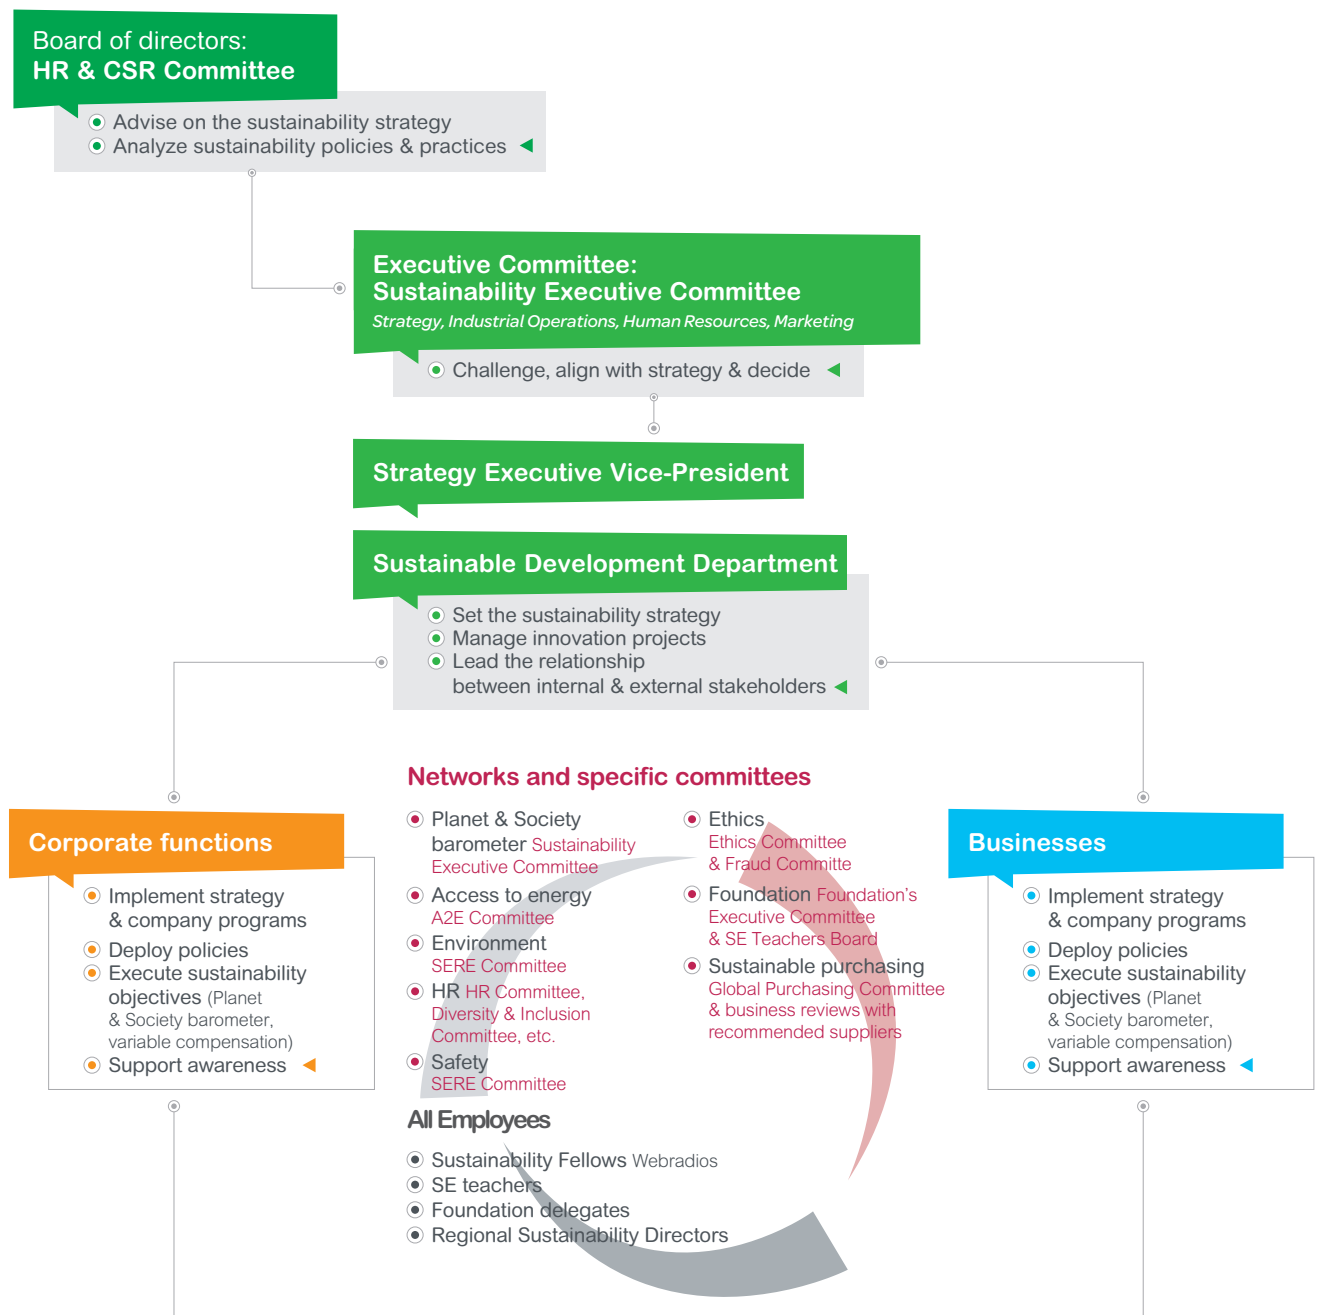 Board of directors:
HR & CSR Committee
Advise on the sustainability strategy
Analyze sustainability policies & practices
Executive Committee:
Sustainability Executive Committee
Strategy, Industrial Operations, Human Resources, Marketing
Challenge, align with strategy & decide
Strategy Executive Vice-President
Sustainable Development Department
Set the sustainability strategy
Manage innovation projects
Lead the relationship
between internal & external stakeholders
Corporate functions
Implement strategy
& company programs
Deploy policies
Execute sustainability
objectives (Planet
& Society barometer,
variable compensation)
Support awareness
Networks and specific committees
Planet & Society
barometer Sustainability
Executive Committee
Access to energy
A2E Committee
Environment
SERE Committee
HR HR Committee,
Diversity & Inclusion
Committee, etc.
Safety
SERE Committee
Ethics
Ethics Committee
& Fraud Committe
Foundation Foundation's
Executive Committee
& SE Teachers Board
Sustainable purchasing
Global Purchasing Committee
& business reviews with
recommended suppliers
All Employees
Sustainability Fellows Webradios
SE teachers
Foundation delegates
Regional Sustainability Directors
Businesses
Implement strategy
& company programs
Deploy policies
Execute sustainability
objectives (Planet
& Society barometer,
variable compensation)
Support awareness